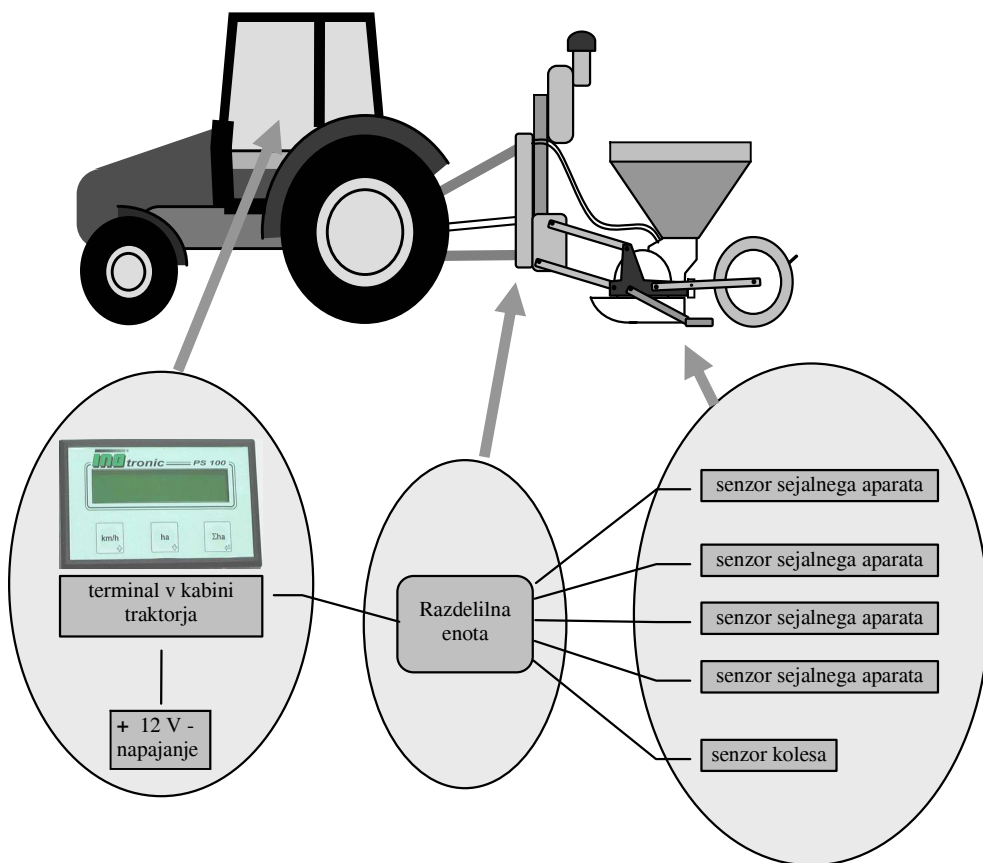 INOtronic PS 100
km/h ha Σha
terminal v kabini
traktorja
+ 12 V -
napajanje
Razdelilna
enota
senzor sejalnega aparata
senzor sejalnega aparata
senzor sejalnega aparata
senzor sejalnega aparata
senzor kolesa